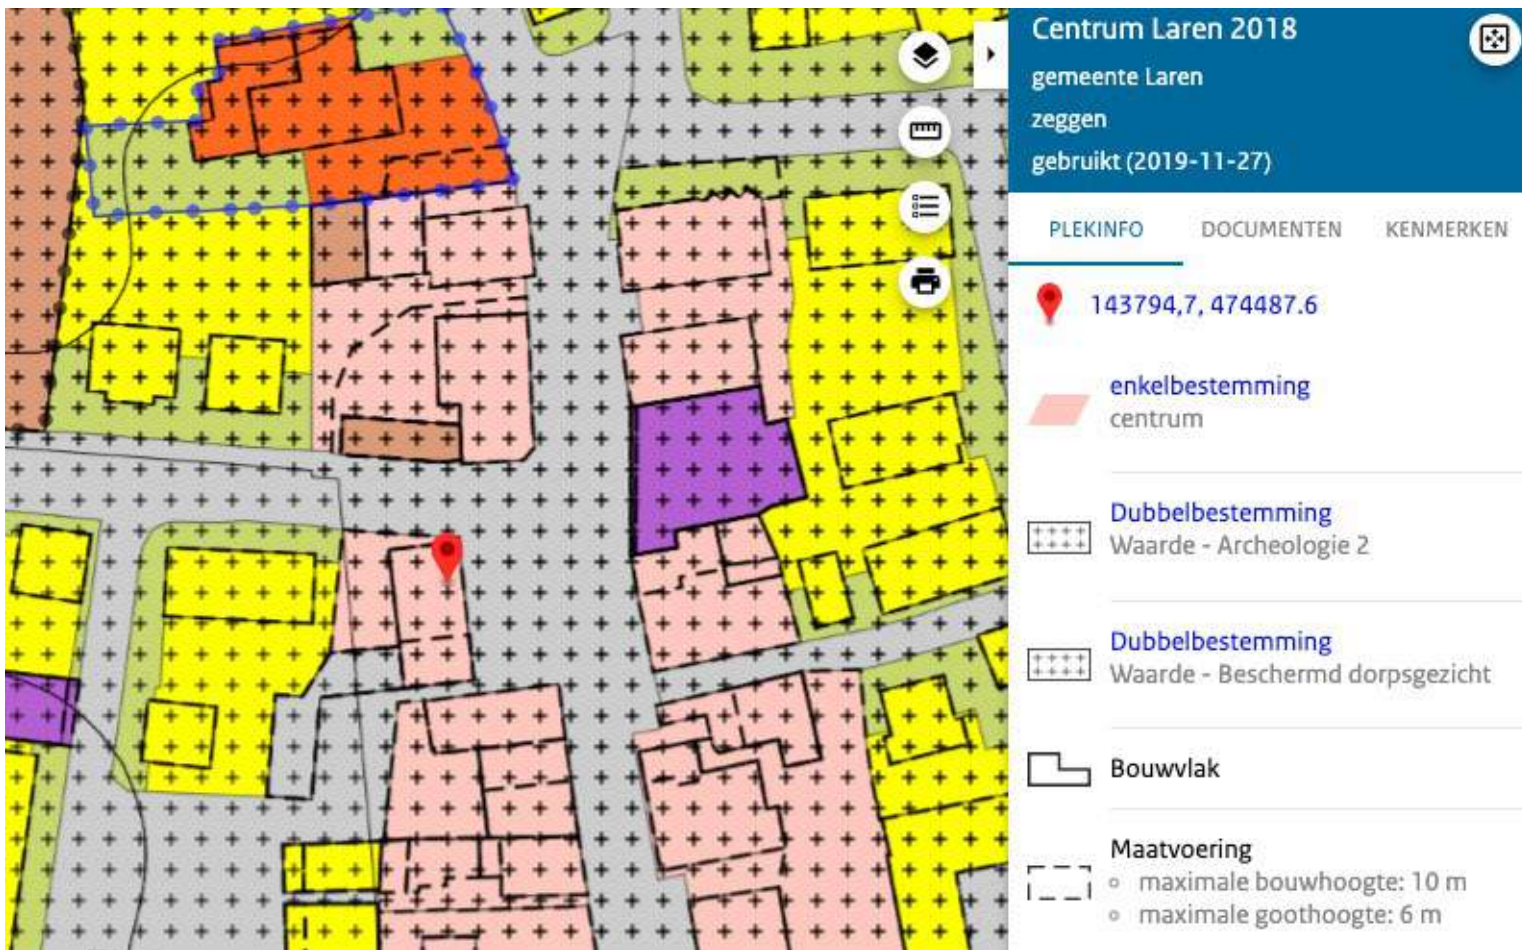 Centrum Laren 2018
gemeente Laren
zeggen
gebruikt (2019-11-27)
PLEKINFO DOCUMENTEN KENMERKEN
143794,7, 474487.6
enkelbestemming
centrum
Dubbelbestemming
Waarde - Archeologie 2
Dubbelbestemming
Waarde - Beschermd dorpsgezicht
Bouwvlak
Maatvoering
maximale bouwhoogte: 10 m
maximale goothoogte: 6 m